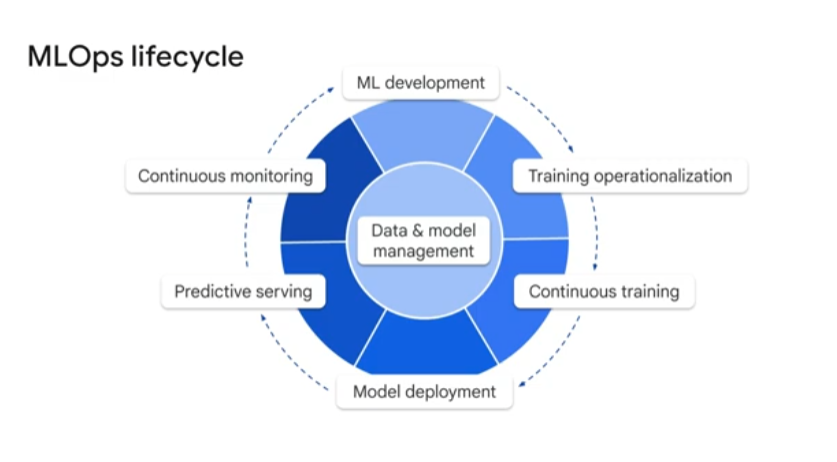 MLOps lifecycle
ML development
Continuous monitoring
Training operationalization
Data & model
management
Predictive serving
Continuous training
Model deployment